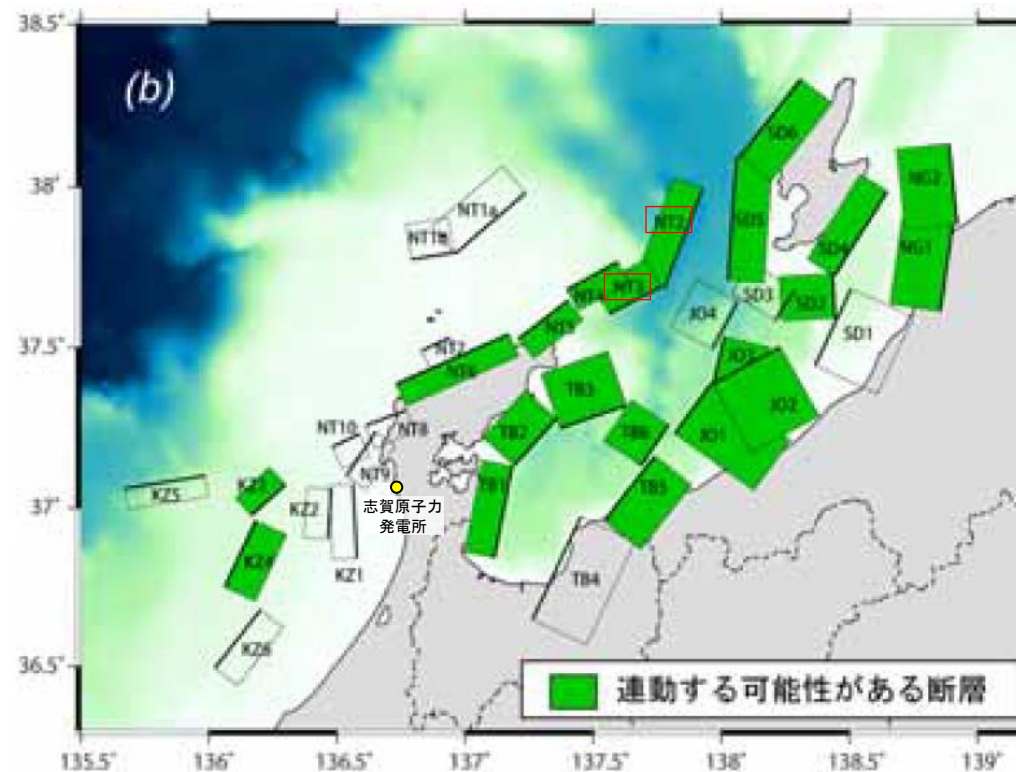 38.5°
(b)
SD6
38°
NG2
NT1a
NT2
NT1b
SD5
SD4
NG1
NT3
NT4
SD3
SD2
JO4
SD1
37.5°
NT5
NT7
NT6
JO3
TB3
JO2
NT8
NT10
TB2
TB6
JO1
NT9
TB1
TB5
KZ5
KZ3
37°
KZ2
志賀原子力
発電所
KZ4
KZ1
TB4
KZ6
36.5°
連動する可能性がある断層
135.5°
136°
136.5°
137°
137.5°
138°
138.5°
139°